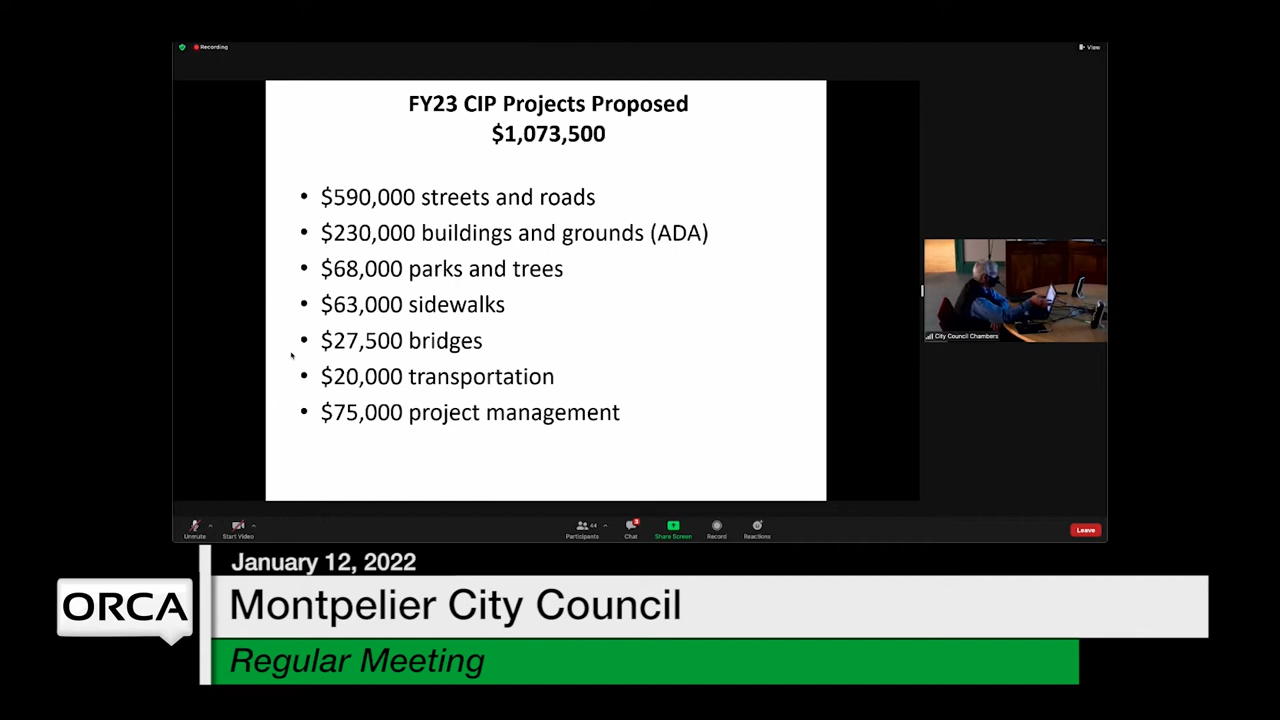 Recording
View
FY23 CIP Projects Proposed
$1,073,500
• $590,000 streets and roads
• $230,000 buildings and grounds (ADA)
• $68,000 parks and trees
• $63,000 sidewalks
• $27,500 bridges
• $20,000 transportation
• $75,000 project management
City Council Chambers
Unmute
Start Video
44
Participants
3
Chat
Share Screen
Record
Reactions
Leave
January 12, 2022
ORCA
Montpelier City Council
Regular Meeting